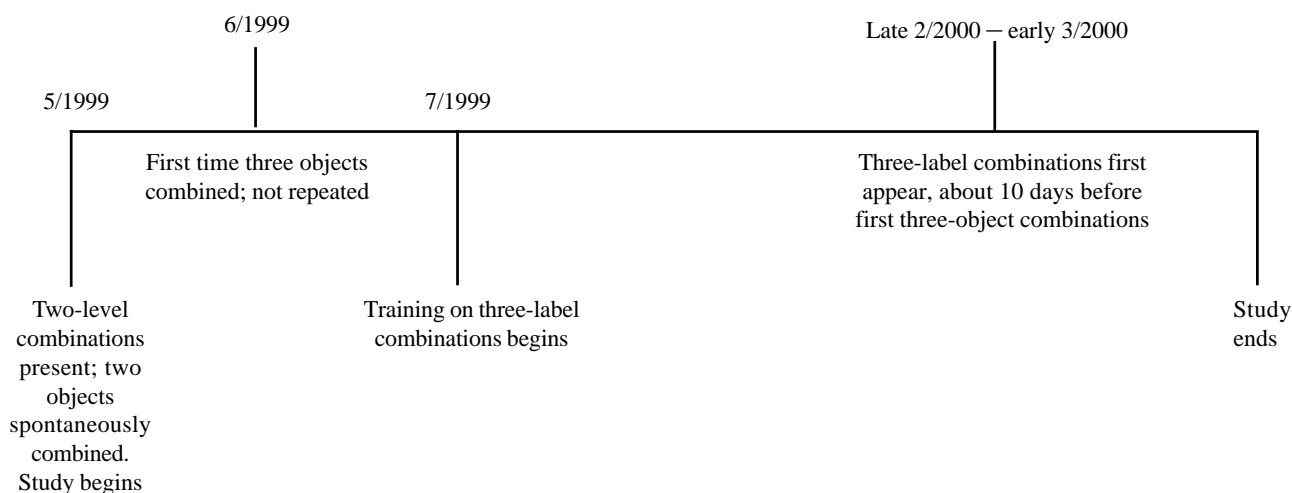 6/1999
Late 2/2000 — early 3/2000
5/1999
7/1999
First time three objects
combined; not repeated
Three-label combinations first
appear, about 10 days before
first three-object combinations
Two-level
combinations
present; two
objects
spontaneously
combined.
Study begins
Training on three-label
combinations begins
Study
ends